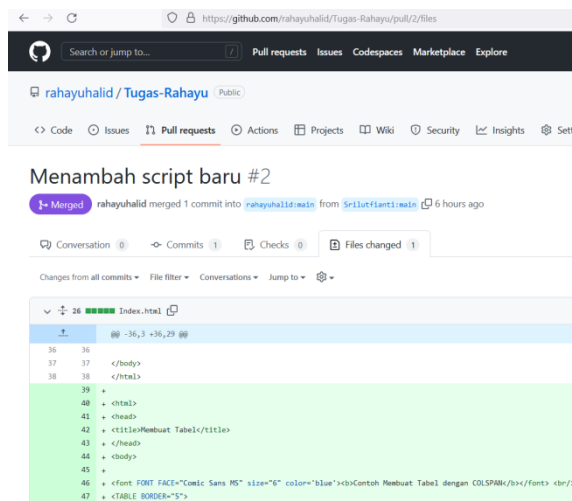 https://github.com/rahayuhalid/Tugas-Rahayu/pull/2/files
Search or jump to... / Pull requests Issues Codespaces Marketplace Explore
rahayuhalid / Tugas-Rahayu Public
<> Code Issues Pull requests Actions Projects Wiki Security Insights Sett
Menambah script baru #2
Merged rahayuhalid merged 1 commit into rahayuhalid:main from Srilutfianti:main 6 hours ago
Conversation 0 Commits 1 Checks 0 Files changed 1
Changes from all commits File filter Conversations Jump to
26 Index.html
@@ -36,3 +36,29 @@
36 36
37 37 </body>
38 38 </html>
39 +
40 + <html>
41 + <head>
42 + <title>Membuat Tabel</title>
43 + </head>
44 + <body>
45 +
46 + <font FONT FACE="Comic Sans MS" size="6" color='blue'><b>Contoh Membuat Tabel dengan COLSPAN</b></font> <br/>
47 + <TABLE BORDER="5">